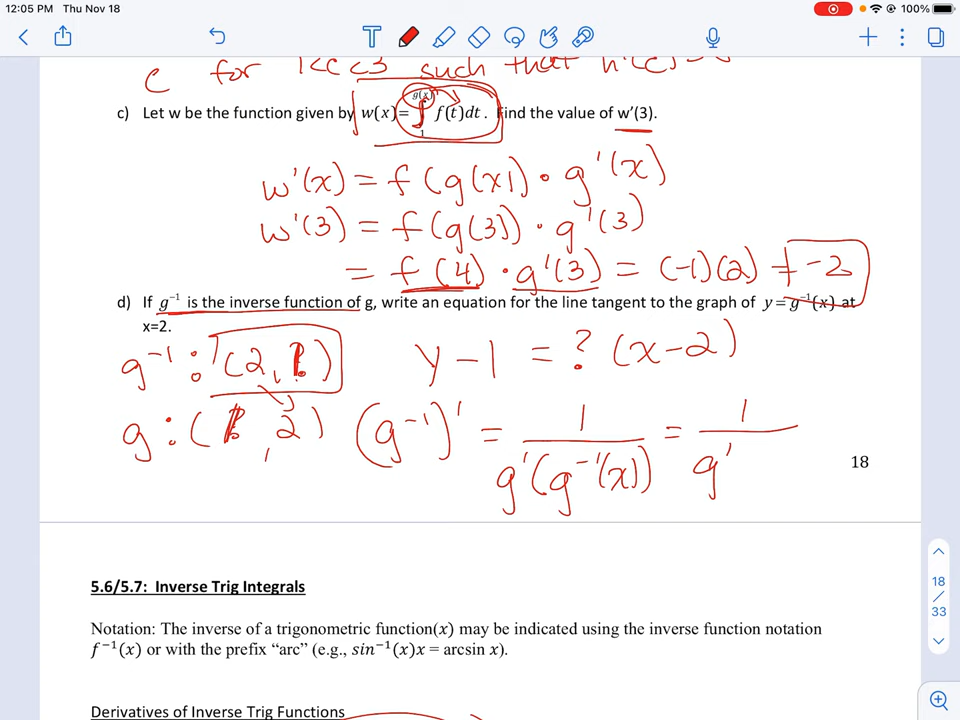 12:05 PM Thu Nov 18 100%
c for 1<c<3 such that
c) Let w be the function given by w(x) = ∫₁^g(x) f(t)dt. Find the value of w'(3).
w'(x) = f(g(x)) • g'(x)
w'(3) = f(g(3)) • g'(3)
= f(4) • g'(3) = (-1)(2) = -2
d) If g⁻¹ is the inverse function of g, write an equation for the line tangent to the graph of y = g⁻¹(x) at
x=2.
g⁻¹ : (2, 1) y - 1 = ? (x-2)
g : (1, 2) (g⁻¹)' = 1/g'(g⁻¹(x)) = 1/g'
18
5.6/5.7: Inverse Trig Integrals
Notation: The inverse of a trigonometric function(x) may be indicated using the inverse function notation
f⁻¹(x) or with the prefix “arc” (e.g., sin⁻¹(x)x = arcsin x).
Derivatives of Inverse Trig Functions
18
/
33